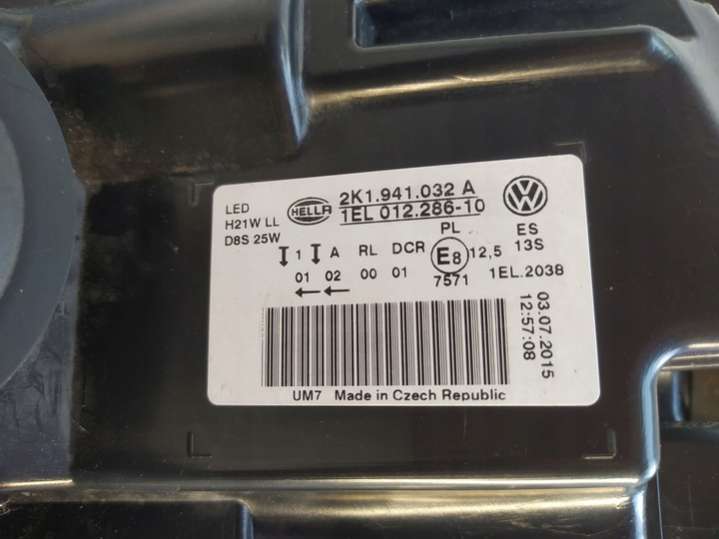 LED
H21W LL
D8S 25W
HELLA
2K1.941.032 A
1EL 012.286-10
VW
PL
ES
13S
1 A RL DCR
01 02 00 01
E8
12,5
7571
1EL.2038
03.07.2015
12:57:08
UM7 Made in Czech Republic